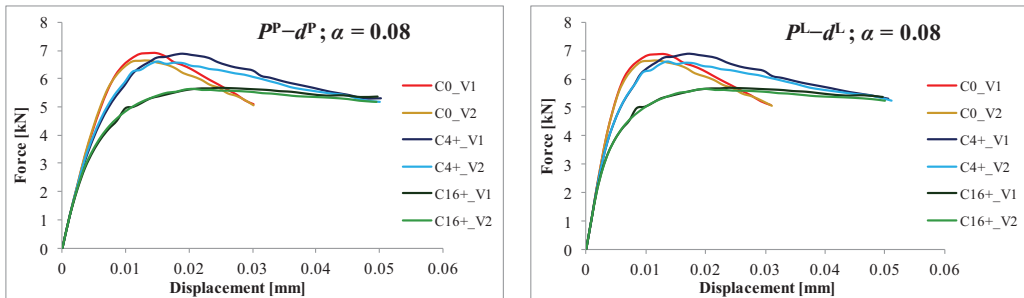 P^P–d^P; α = 0.08
Force [kN]
8
7
6
5
4
3
2
1
0
0 0.01 0.02 0.03 0.04 0.05 0.06
Displacement [mm]
C0_V1
C0_V2
C4+_V1
C4+_V2
C16+_V1
C16+_V2
P^L–d^L; α = 0.08
Force [kN]
8
7
6
5
4
3
2
1
0
0 0.01 0.02 0.03 0.04 0.05 0.06
Displacement [mm]
C0_V1
C0_V2
C4+_V1
C4+_V2
C16+_V1
C16+_V2